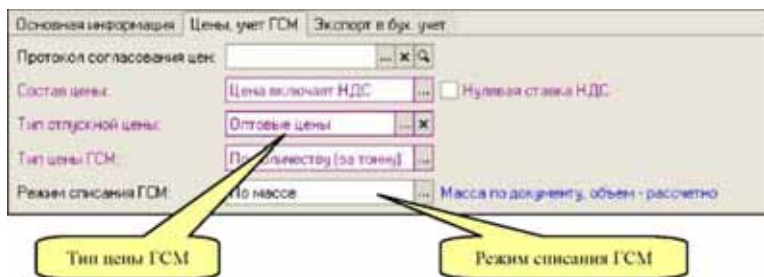 Основная информация Цены, учет ГСМ Экспорт в бух. учет
Протокол согласования цен:
Состав цены: Цена включает НДС Нулевая ставка НДС
Тип отпускной цены: Оптовые цены
Тип цены ГСМ: По количеству (за тонну)
Режим списания ГСМ: По массе Масса по документу, объем - рассчетно
Тип цены ГСМ Режим списания ГСМ